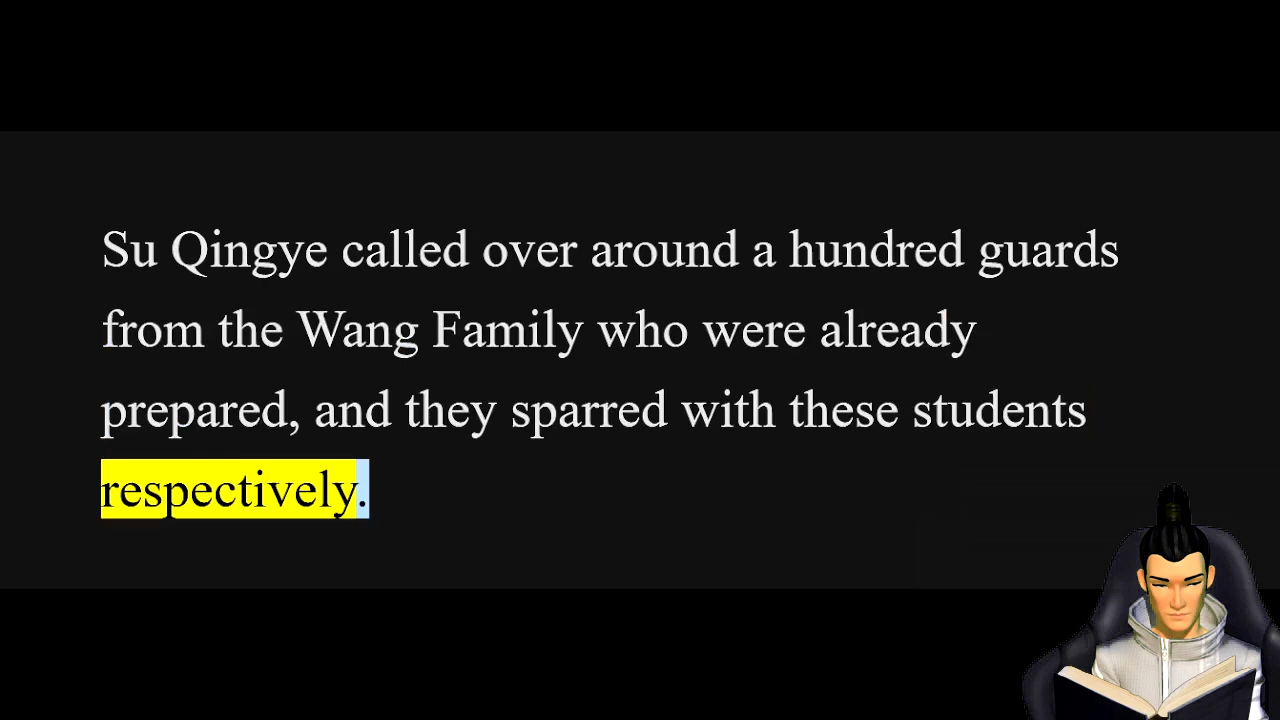 Su Qingye called over around a hundred guards
from the Wang Family who were already
prepared, and they sparred with these students
respectively.